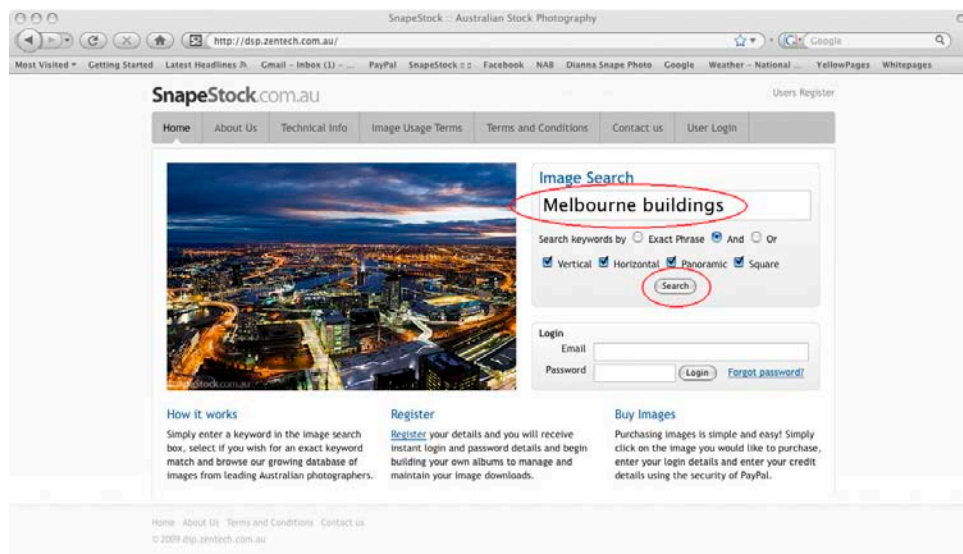 SnapeStock :: Australian Stock Photography
http://dsp.zentech.com.au/
Google
Most Visited Getting Started Latest Headlines Gmail – Inbox (1) – ... PayPal SnapeStock :: Facebook NAB Dianna Snape Photo Google Weather – National ... YellowPages Whitepages
SnapeStock.com.au
Users Register
Home About Us Technical Info Image Usage Terms Terms and Conditions Contact us User Login
Image Search
Melbourne buildings
Search keywords by Exact Phrase And Or
Vertical Horizontal Panoramic Square
Search
Login
Email
Password Login Forgot password?
SnapeStock.com.au
How it works
Simply enter a keyword in the image search
box, select if you wish for an exact keyword
match and browse our growing database of
images from leading Australian photographers.
Register
Register your details and you will receive
instant login and password details and begin
building your own albums to manage and
maintain your image downloads.
Buy Images
Purchasing images is simple and easy! Simply
click on the image you would like to purchase,
enter your login details and enter your credit
details using the security of PayPal.
Home About Us Terms and Conditions Contact us
© 2009 dsp.zentech.com.au